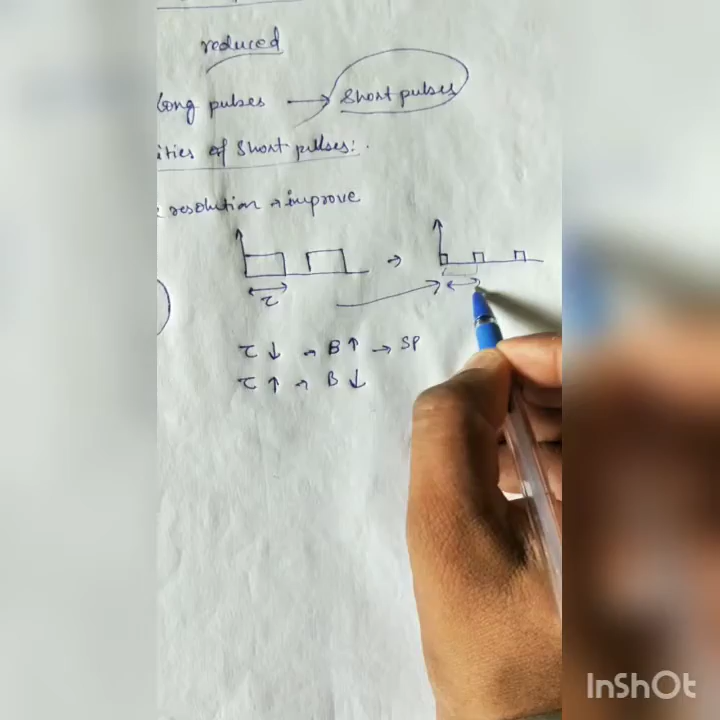 reduced
long pulses → Short pulses
ities of Short pulses:.
resolution → improve
τ
τ ↓ → B ↑ → SP
τ ↑ → B ↓
InShOt